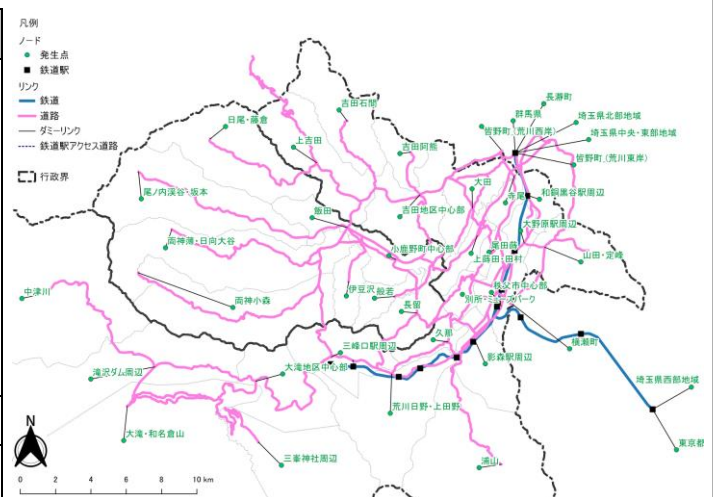 凡例
ノード
発生点
鉄道駅
リンク
鉄道
道路
ダミーリンク
鉄道駅アクセス道路
行政界
長瀞町
群馬県
吉田石間
埼玉県北部地域
日尾・藤倉
皆野町(荒川西岸)
埼玉県中央・東部地域
上吉田
吉田阿熊
皆野町(荒川東岸)
大田
尾ノ内渓谷・坂本
寺尾
和銅黒谷駅周辺
飯田
吉田地区中心部
大野原駅周辺
両神薄・日向大谷
小鹿野町中心部
尾田蒔
上蒔田・田村
山田・定峰
中津川
秩父市中心部
伊豆沢
般若
別所・ミューズパーク
両神小森
長留
久那
三峰口駅周辺
横瀬町
滝沢ダム周辺
大滝地区中心部
影森駅周辺
埼玉県西部地域
荒川日野・上田野
N
大滝・和名倉山
東京都
三峯神社周辺
浦山
0 2 4 6 8 10 km